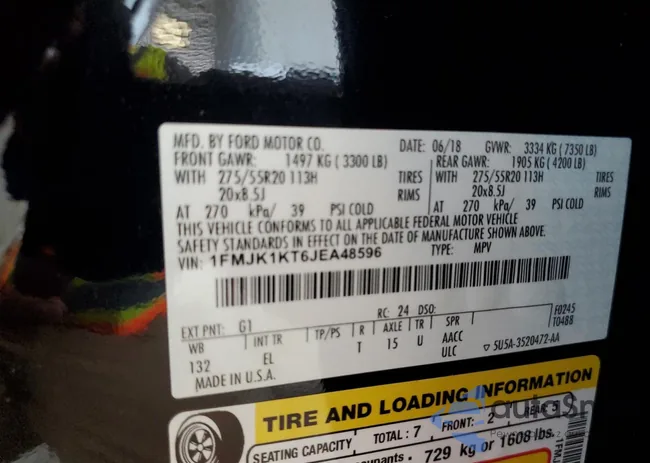 MFD. BY FORD MOTOR CO. DATE: 06/18 GVWR: 3334 KG (7350 LB)
FRONT GAWR: 1497 KG (3300 LB) REAR GAWR: 1905 KG (4200 LB)
WITH 275/55R20 113H TIRES WITH 275/55R20 113H TIRES
20x8.5J RIMS 20x8.5J RIMS
AT 270 kPa/ 39 PSI COLD AT 270 kPa/ 39 PSI COLD
THIS VEHICLE CONFORMS TO ALL APPLICABLE FEDERAL MOTOR VEHICLE
SAFETY STANDARDS IN EFFECT ON THE DATE OF MANUFACTURE SHOWN ABOVE.
VIN: 1FMJK1KT6JEA48596 TYPE: MPV
EXT PNT: G1 RC: 24 DSO: F0245
WB INT TR TP/PS R AXLE TR SPR T0488
132 EL T 15 U AACC
ULC ▽ 5U5A-3520472-AA
MADE IN U.S.A.
TIRE AND LOADING INFORMATION
SEATING CAPACITY TOTAL: 7 FRONT: 2 REAR:
729 kg or 1608 lbs.